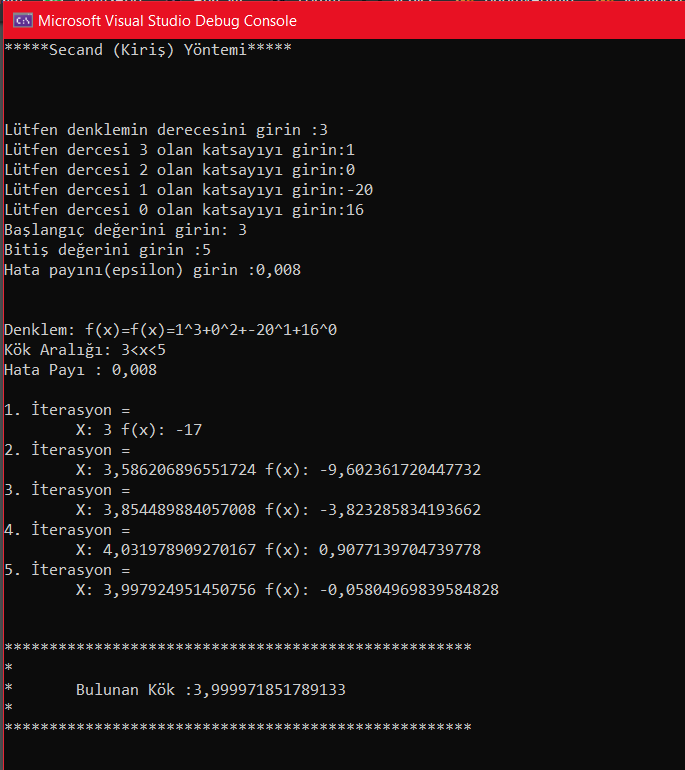 Microsoft Visual Studio Debug Console
*****Secand (Kiriş) Yöntemi*****
Lütfen denklemin derecesini girin :3
Lütfen dercesi 3 olan katsayıyı girin:1
Lütfen dercesi 2 olan katsayıyı girin:0
Lütfen dercesi 1 olan katsayıyı girin:-20
Lütfen dercesi 0 olan katsayıyı girin:16
Başlangıç değerini girin: 3
Bitiş değerini girin :5
Hata payını(epsilon) girin :0,008
Denklem: f(x)=f(x)=1^3+0^2+-20^1+16^0
Kök Aralığı: 3<x<5
Hata Payı : 0,008
1. İterasyon =
X: 3 f(x): -17
2. İterasyon =
X: 3,586206896551724 f(x): -9,602361720447732
3. İterasyon =
X: 3,854489884057008 f(x): -3,823285834193662
4. İterasyon =
X: 4,031978909270167 f(x): 0,9077139704739778
5. İterasyon =
X: 3,997924951450756 f(x): -0,05804969839584828
****************************************************
*
* Bulunan Kök :3,999971851789133
*
****************************************************